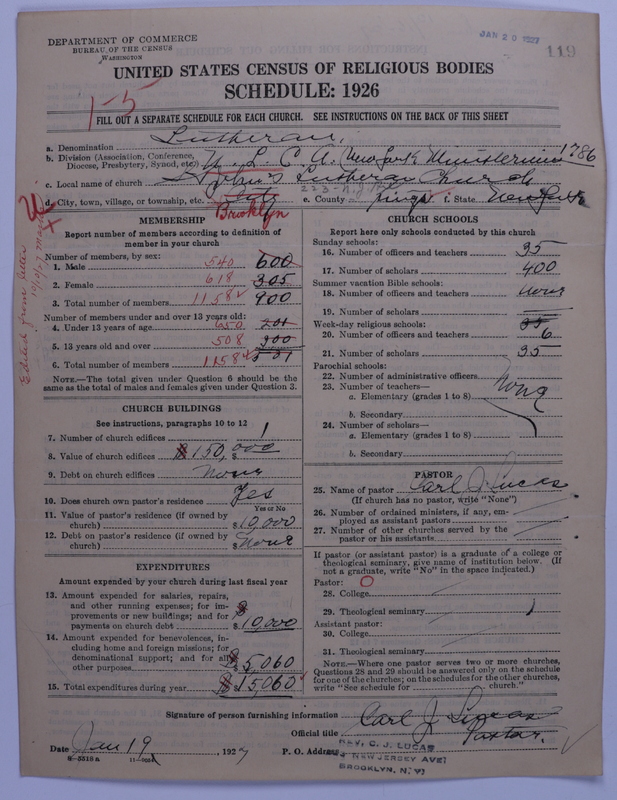 DEPARTMENT OF COMMERCE
BUREAU OF THE CENSUS
WASHINGTON
JAN 20 1927
119
UNITED STATES CENSUS OF RELIGIOUS BODIES
SCHEDULE: 1926
1-5
FILL OUT A SEPARATE SCHEDULE FOR EACH CHURCH. SEE INSTRUCTIONS ON THE BACK OF THIS SHEET
a. Denomination Lutheran
b. Division (Association, Conference, Diocese, Presbytery, Synod, etc.) U. L. C. A. New York Ministerium 1786
c. Local name of church St John's Lutheran Church
d. City, town, village, or township, etc. City Brooklyn e. County Kings f. State New York
Edited from letter
MEMBERSHIP
Report number of members according to definition of member in your church
Number of members, by sex:
1. Male 540 600
2. Female 618 305
3. Total number of members 1158 900
Number of members under and over 13 years old:
4. Under 13 years of age 650 201
5. 13 years old and over 508 300
6. Total number of members 1158 501
NOTE.—The total given under Question 6 should be the same as the total of males and females given under Question 3.
CHURCH BUILDINGS
See instructions, paragraphs 10 to 12
7. Number of church edifices 1
8. Value of church edifices $150,000
9. Debt on church edifices None
10. Does church own pastor's residence Yes
Yes or No
11. Value of pastor's residence (if owned by church) $10,000
12. Debt on pastor's residence (if owned by church) $None
EXPENDITURES
Amount expended by your church during last fiscal year
13. Amount expended for salaries, repairs, and other running expenses; for improvements or new buildings; and for payments on church debt $10,000
14. Amount expended for benevolences, including home and foreign missions; for denominational support; and for all other purposes $5,060
15. Total expenditures during year $15,060
CHURCH SCHOOLS
Report here only schools conducted by this church
Sunday schools:
16. Number of officers and teachers 35
17. Number of scholars 400
Summer vacation Bible schools:
18. Number of officers and teachers None
19. Number of scholars
Week-day religious schools: 35
20. Number of officers and teachers 6
21. Number of scholars 35
Parochial schools:
22. Number of administrative officers
23. Number of teachers— None
a. Elementary (grades 1 to 8)
b. Secondary
24. Number of scholars—
a. Elementary (grades 1 to 8)
b. Secondary
PASTOR
25. Name of pastor Carl J. Lucas
(If church has no pastor, write "None")
26. Number of ordained ministers, if any, employed as assistant pastors
27. Number of other churches served by the pastor or his assistants
If pastor (or assistant pastor) is a graduate of a college or theological seminary, give name of institution below. (If not a graduate, write "No" in the space indicated.)
Pastor:
28. College
29. Theological seminary
Assistant pastor:
30. College
31. Theological seminary
NOTE.—Where one pastor serves two or more churches, Questions 28 and 29 should be answered only on the schedule for one of the churches; on the schedules for the other churches, write "See schedule for church."
Signature of person furnishing information Carl J. Lucas
Official title Pastor
Date Jan 19, 1927 P. O. Address
REV. C. J. LUCAS
NEW JERSEY AVE.
BROOKLYN, N. Y.